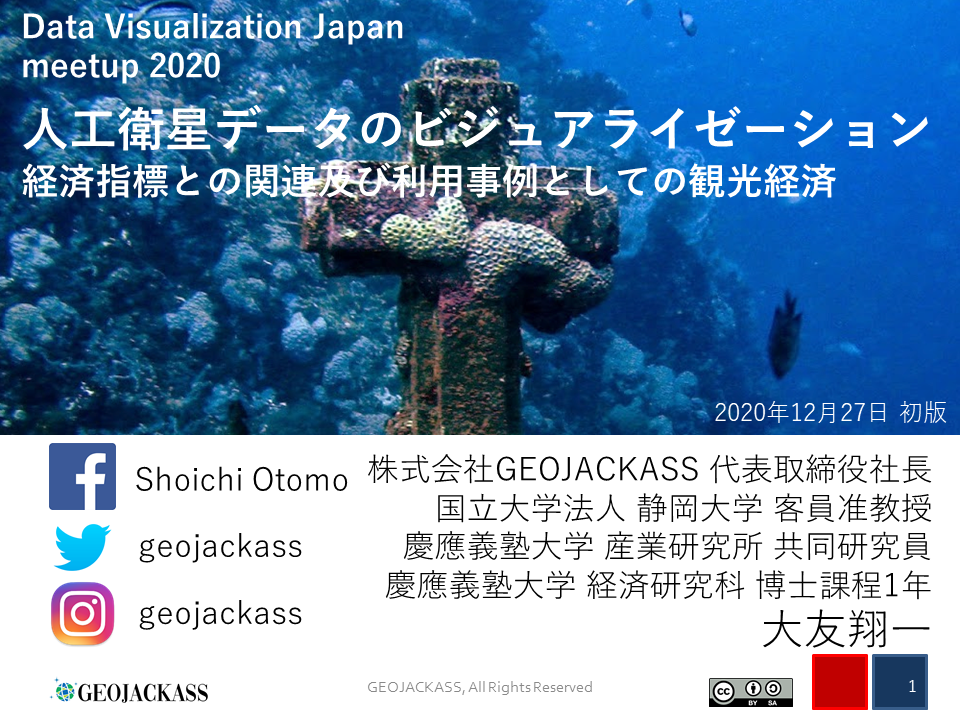 Data Visualization Japan
meetup 2020
人工衛星データのビジュアライゼーション
経済指標との関連及び利用事例としての観光経済
2020年12月27日 初版
Shoichi Otomo
geojackass
geojackass
株式会社GEOJACKASS 代表取締役社長
国立大学法人 静岡大学 客員准教授
慶應義塾大学 産業研究所 共同研究員
慶應義塾大学 経済研究科 博士課程1年
大友翔一
GEOJACKASS
GEOJACKASS, All Rights Reserved
cc BY SA
1